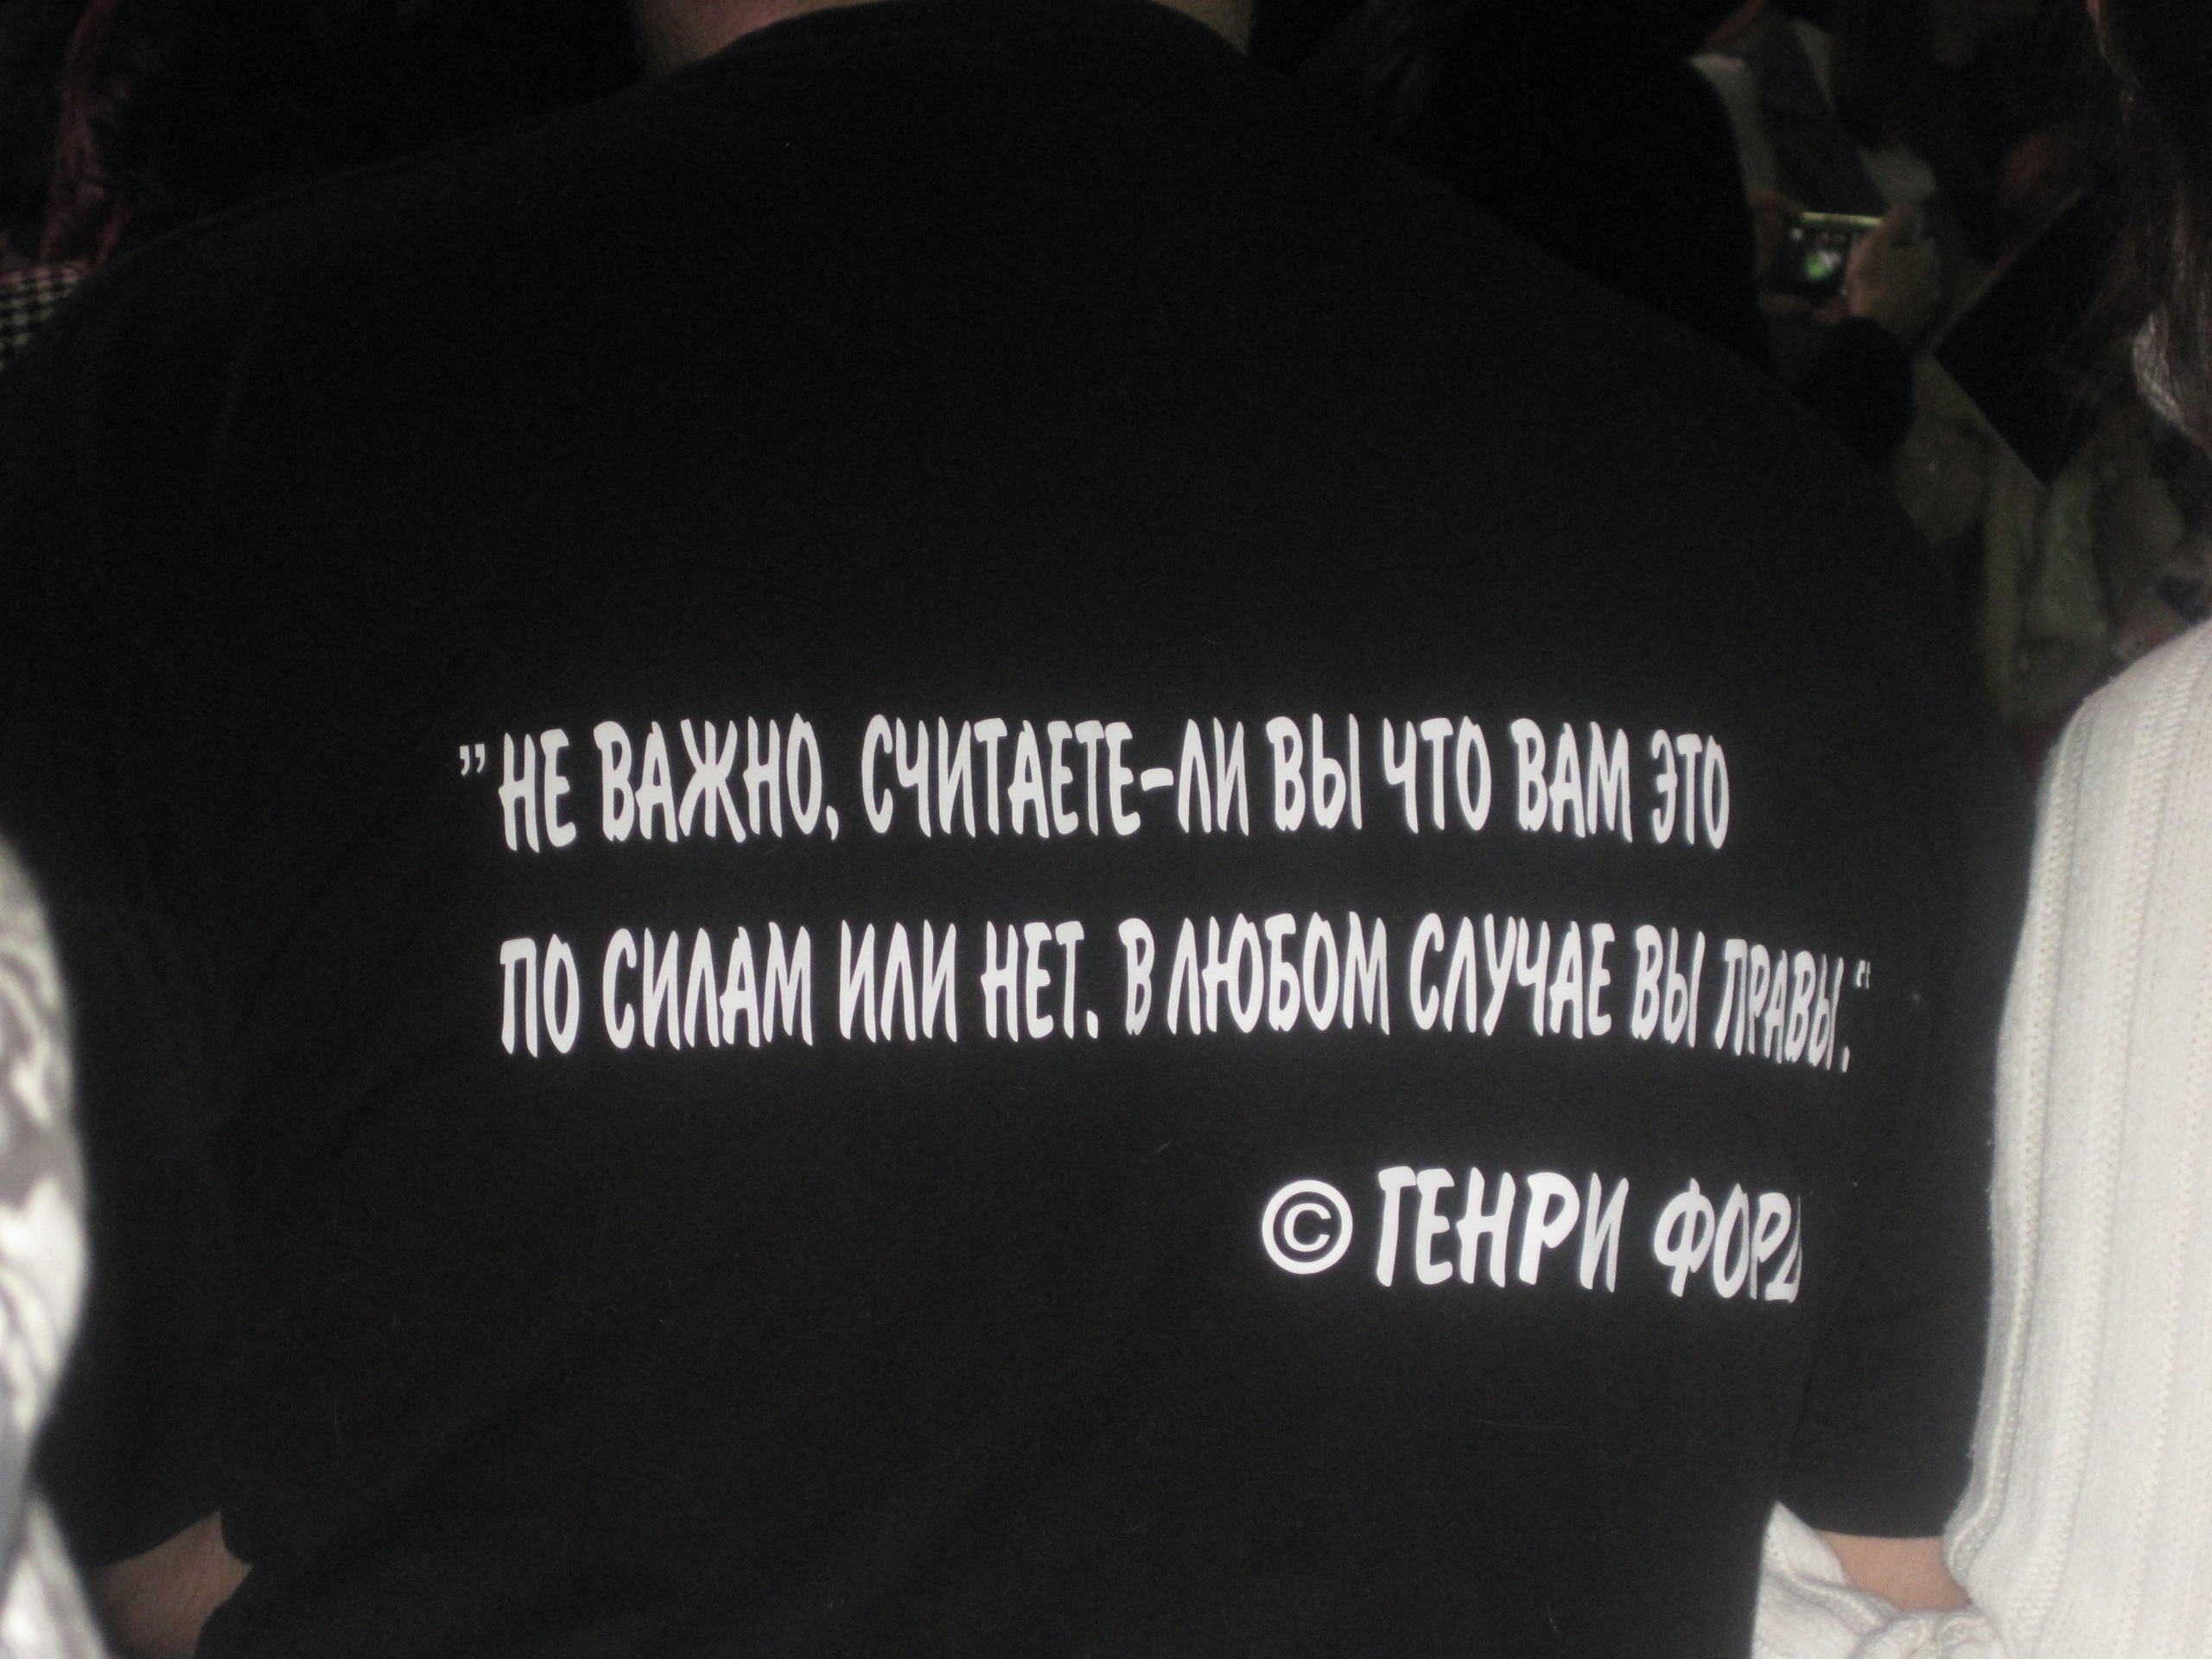 ”НЕ ВАЖНО, СЧИТАЕТЕ-ЛИ ВЫ ЧТО ВАМ ЭТО
ПО СИЛАМ ИЛИ НЕТ. В ЛЮБОМ СЛУЧАЕ ВЫ ПРАВЫ.“
© ГЕНРИ ФОРД